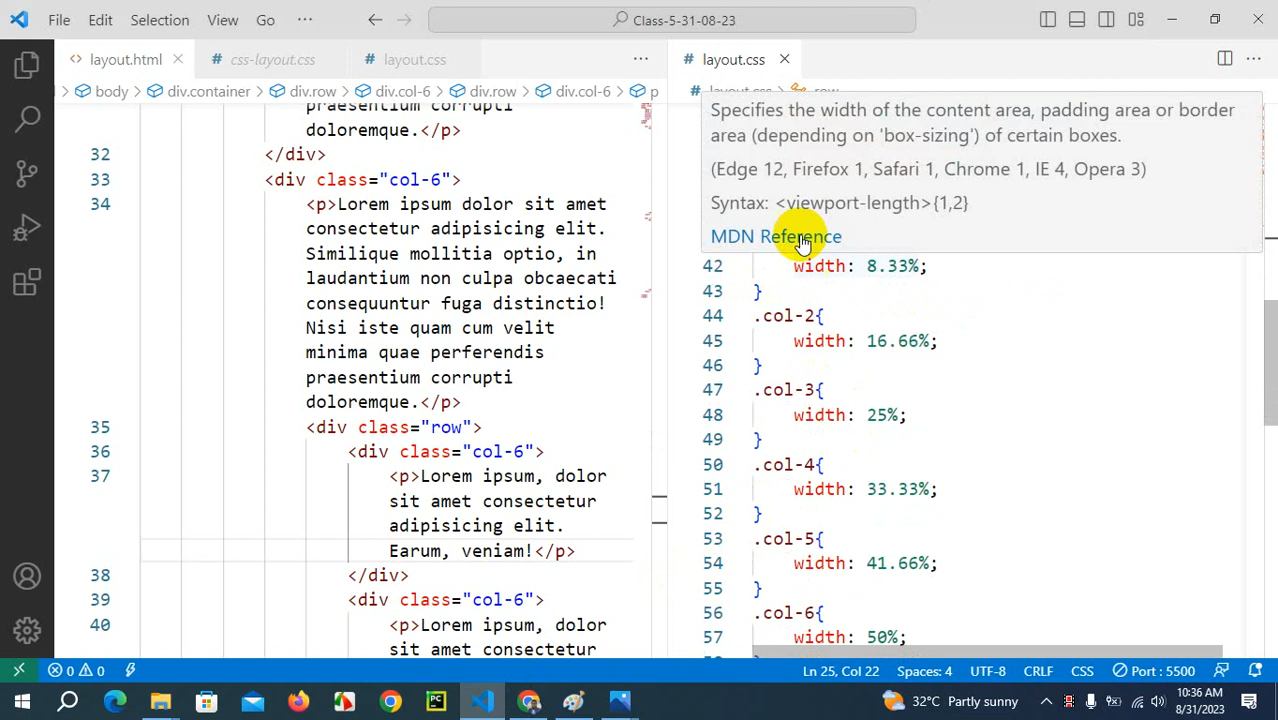 File Edit Selection View Go ··· Class-5-31-08-23
layout.html css-layout.css layout.css ···
layout.css ···
body div.container div.row div.col-6 div.row div.col-6 p
praesentium corrupti
doloremque.</p>
32 </div>
33 <div class="col-6">
34 <p>Lorem ipsum dolor sit amet
consectetur adipisicing elit.
Similique mollitia optio, in
laudantium non culpa obcaecati
consequuntur fuga distinctio!
Nisi iste quam cum velit
minima quae perferendis
praesentium corrupti
doloremque.</p>
35 <div class="row">
36 <div class="col-6">
37 <p>Lorem ipsum, dolor
sit amet consectetur
adipisicing elit.
Earum, veniam!</p>
38 </div>
39 <div class="col-6">
40 <p>Lorem ipsum, dolor
sit amet consectetur
Specifies the width of the content area, padding area or border
area (depending on 'box-sizing') of certain boxes.
(Edge 12, Firefox 1, Safari 1, Chrome 1, IE 4, Opera 3)
Syntax: <viewport-length>{1,2}
MDN Reference
42 width: 8.33%;
43 }
44 .col-2{
45 width: 16.66%;
46 }
47 .col-3{
48 width: 25%;
49 }
50 .col-4{
51 width: 33.33%;
52 }
53 .col-5{
54 width: 41.66%;
55 }
56 .col-6{
57 width: 50%;
0 0 Ln 25, Col 22 Spaces: 4 UTF-8 CRLF CSS Port : 5500
32°C Partly sunny
10:36 AM
8/31/2023